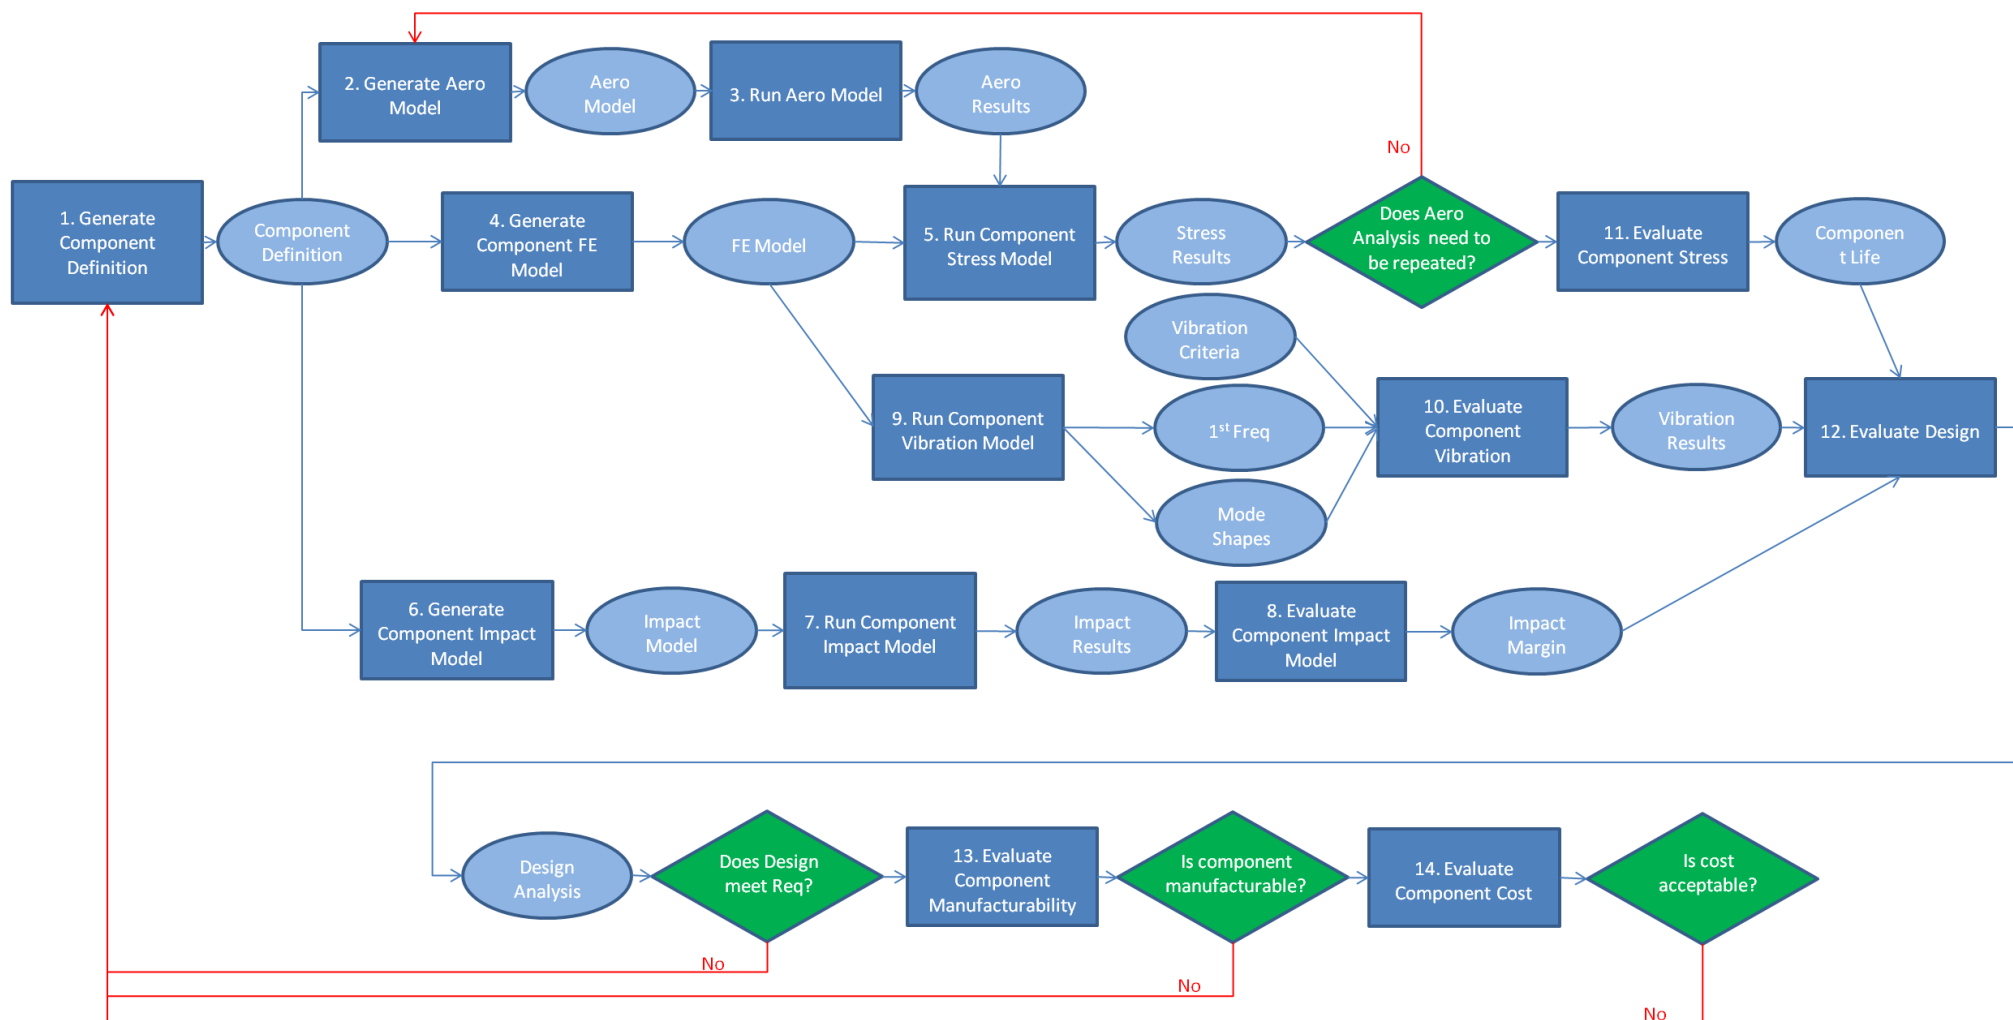 2. Generate Aero
Model
Aero
Model
3. Run Aero Model
Aero
Results
No
1. Generate
Component
Definition
Component
Definition
4. Generate
Component FE
Model
FE Model
5. Run Component
Stress Model
Stress
Results
Does Aero
Analysis need to
be repeated?
11. Evaluate
Component Stress
Componen
t Life
Vibration
Criteria
9. Run Component
Vibration Model
1st Freq
Mode
Shapes
10. Evaluate
Component
Vibration
Vibration
Results
12. Evaluate Design
6. Generate
Component Impact
Model
Impact
Model
7. Run Component
Impact Model
Impact
Results
8. Evaluate
Component Impact
Model
Impact
Margin
Design
Analysis
Does Design
meet Req?
13. Evaluate
Component
Manufacturability
Is component
manufacturable?
14. Evaluate
Component Cost
Is cost
acceptable?
No
No
No